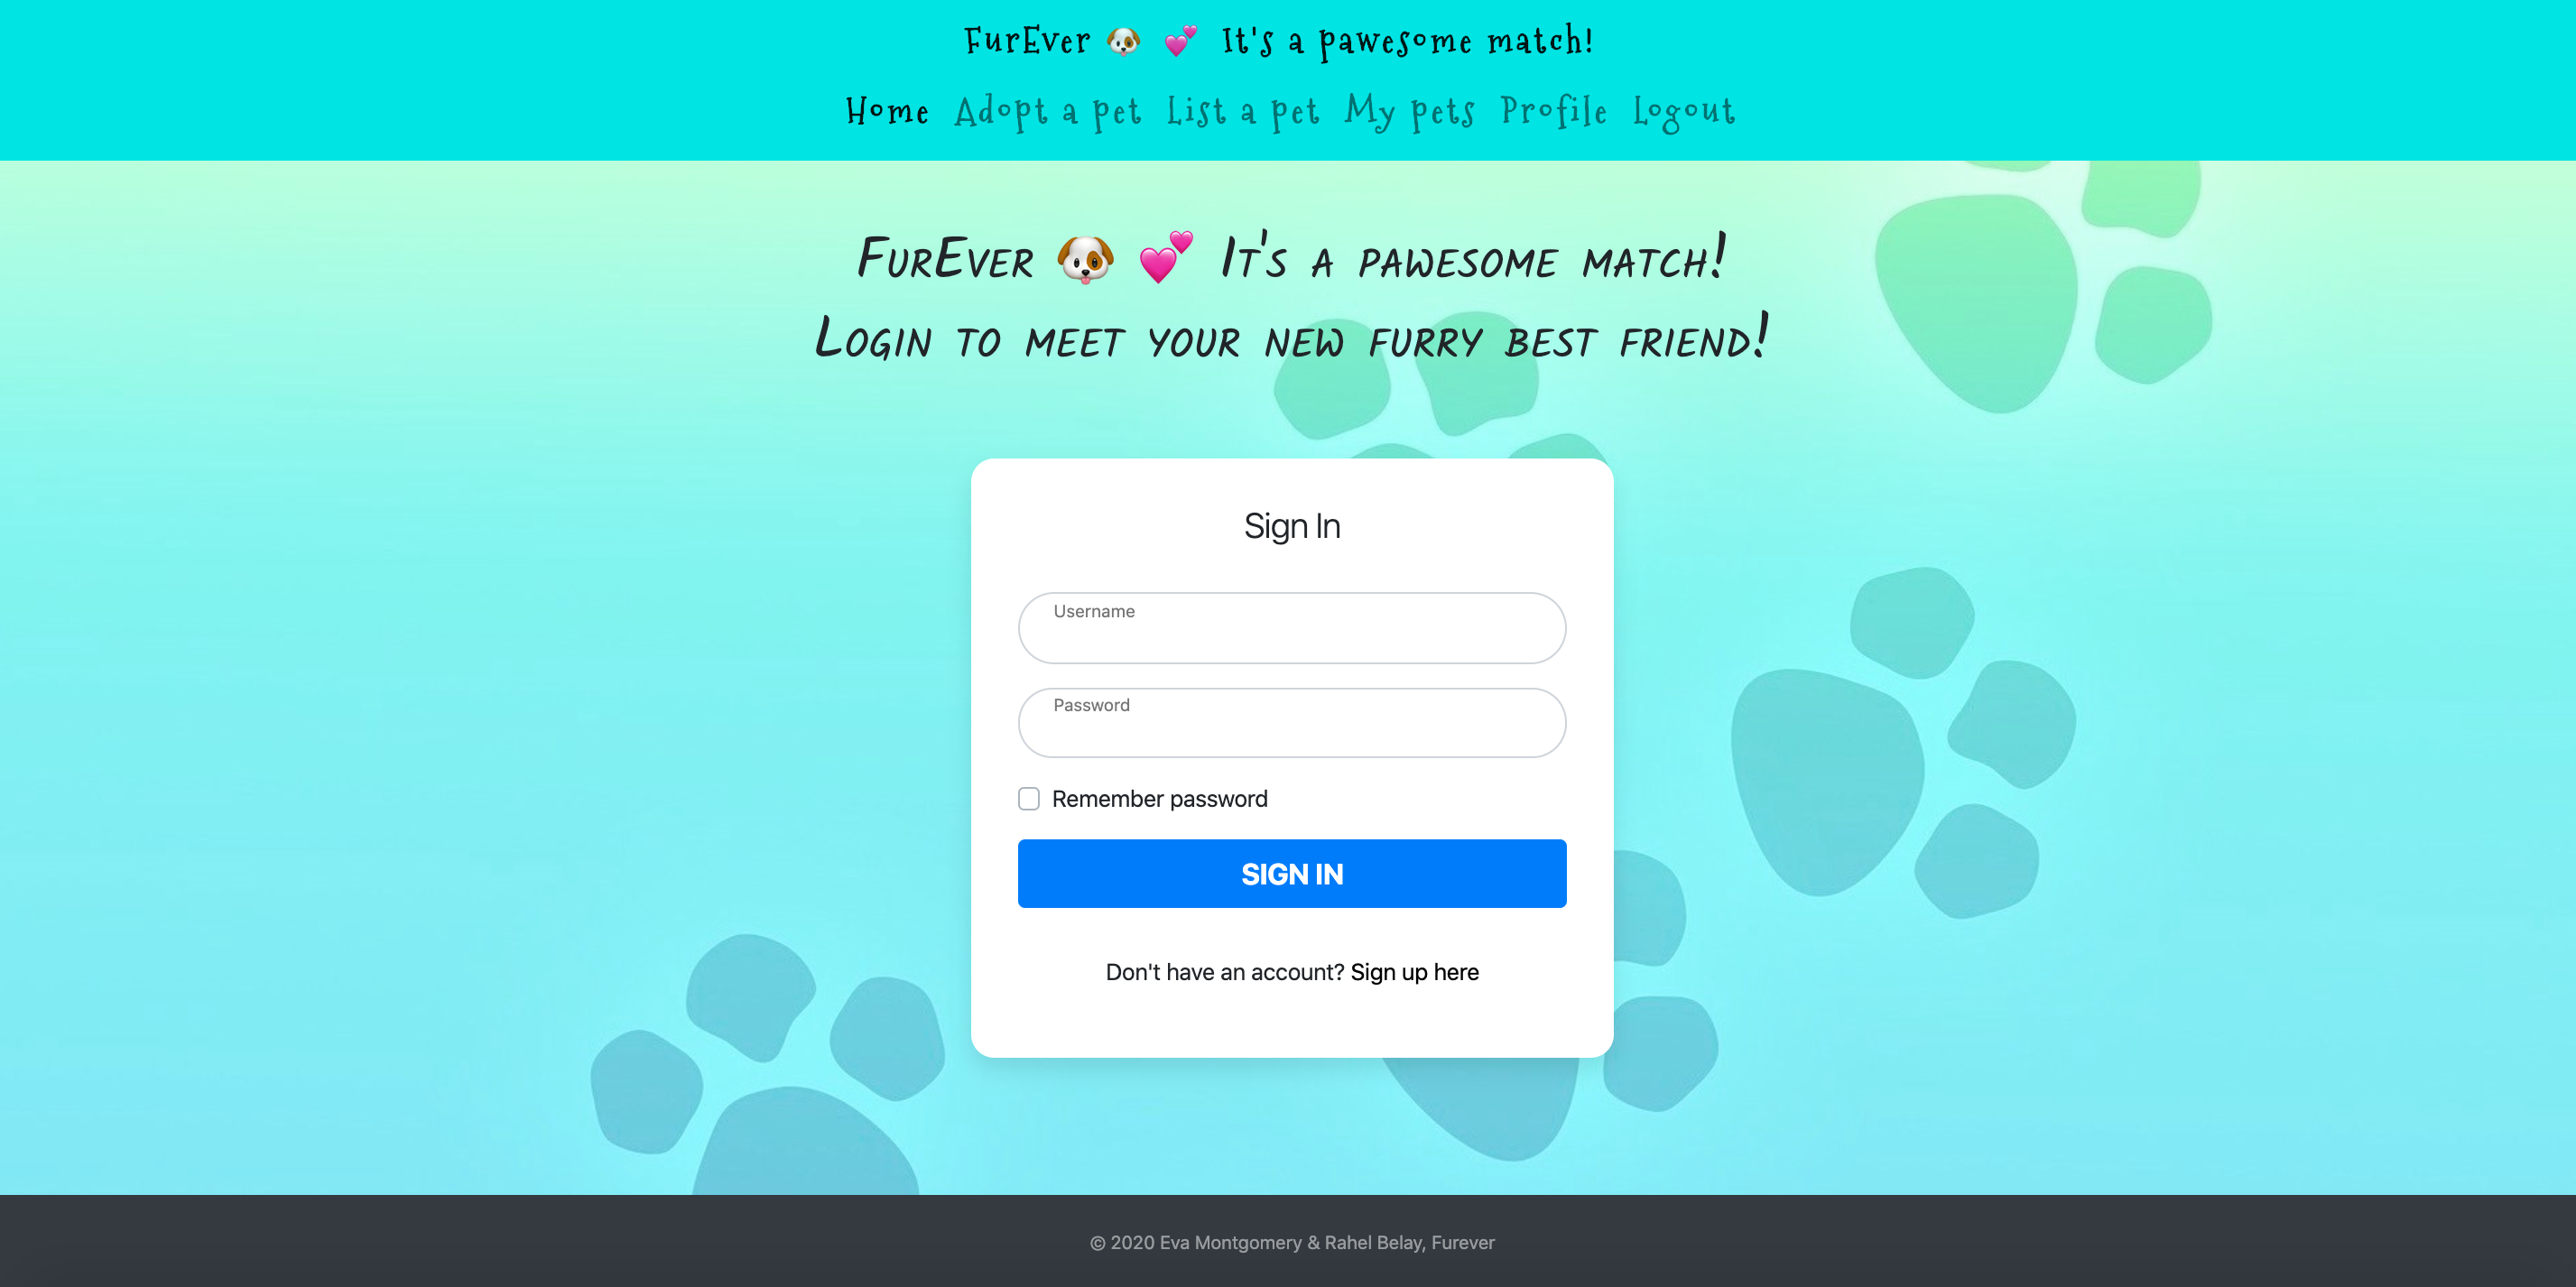 FurEver 🐶 💕 It's a pawesome match!
Home Adopt a pet List a pet My pets Profile Logout
FurEver 🐶 💕 It's a pawesome match!
Login to meet your new furry best friend!
Sign In
Username
Password
Remember password
SIGN IN
Don't have an account? Sign up here
© 2020 Eva Montgomery & Rahel Belay, Furever